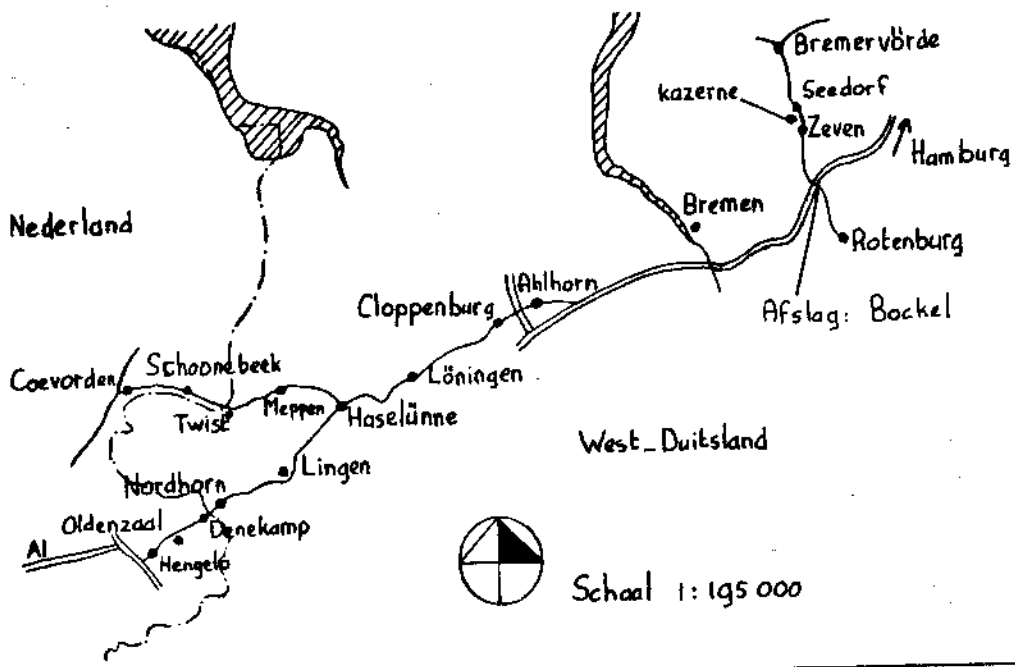 Bremervörde
Seedorf
kazerne
Zeven
Hamburg
Nederland
Bremen
Rotenburg
Ahlhorn
Cloppenburg
Afslag: Bockel
Schoonebeek
Coevorden
Löningen
Meppen
Haselünne
Twist
West_Duitsland
Lingen
Nordhorn
Oldenzaal
Denekamp
A1
Hengelo
Schaal 1:195 000